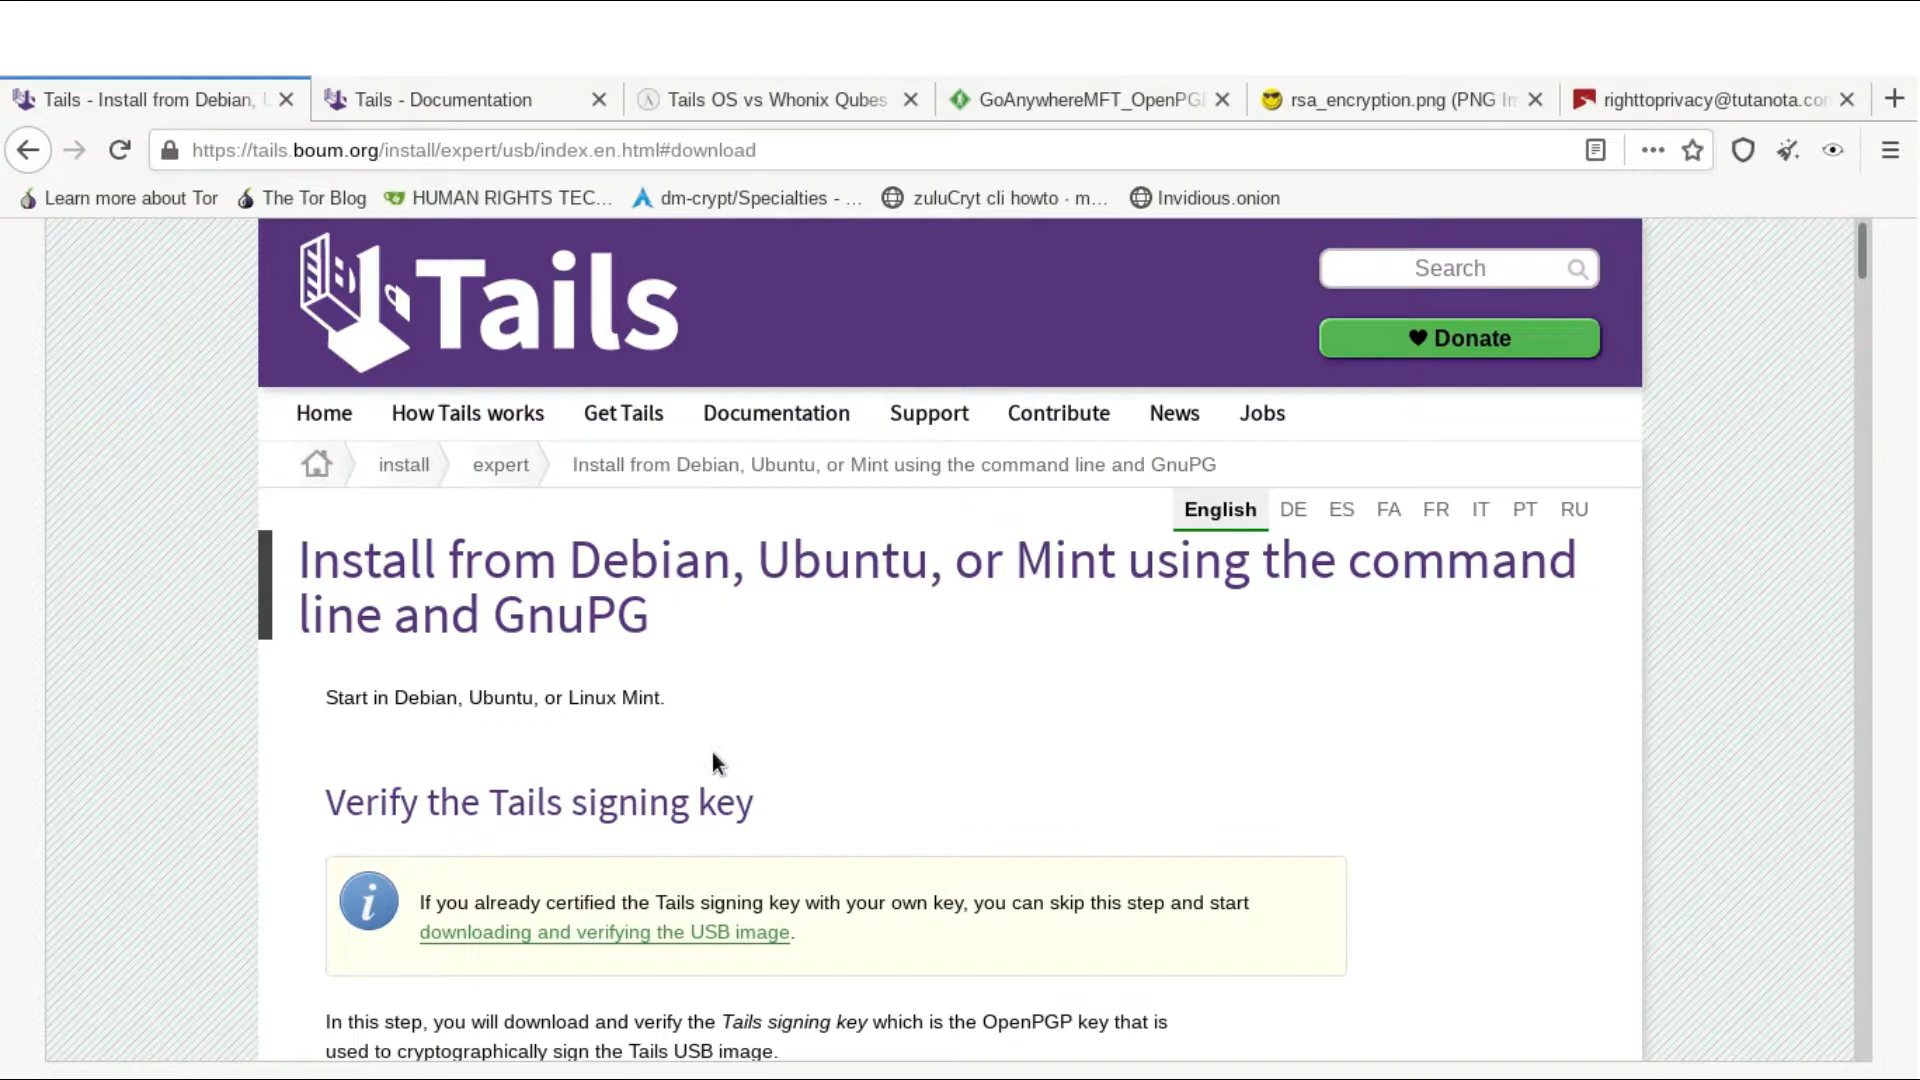 Tails - Install from Debian,
Tails - Documentation
Tails OS vs Whonix Qubes
GoAnywhereMFT_OpenPG
rsa_encryption.png (PNG Im
righttoprivacy@tutanota.co
https://tails.boum.org/install/expert/usb/index.en.html#download
Learn more about Tor
The Tor Blog
HUMAN RIGHTS TEC...
dm-crypt/Specialties - ...
zuluCryt cli howto · m...
Invidious.onion
Tails
Search
Donate
Home
How Tails works
Get Tails
Documentation
Support
Contribute
News
Jobs
install
expert
Install from Debian, Ubuntu, or Mint using the command line and GnuPG
English DE ES FA FR IT PT RU
Install from Debian, Ubuntu, or Mint using the command
line and GnuPG
Start in Debian, Ubuntu, or Linux Mint.
Verify the Tails signing key
If you already certified the Tails signing key with your own key, you can skip this step and start
downloading and verifying the USB image.
In this step, you will download and verify the Tails signing key which is the OpenPGP key that is
used to cryptographically sign the Tails USB image.